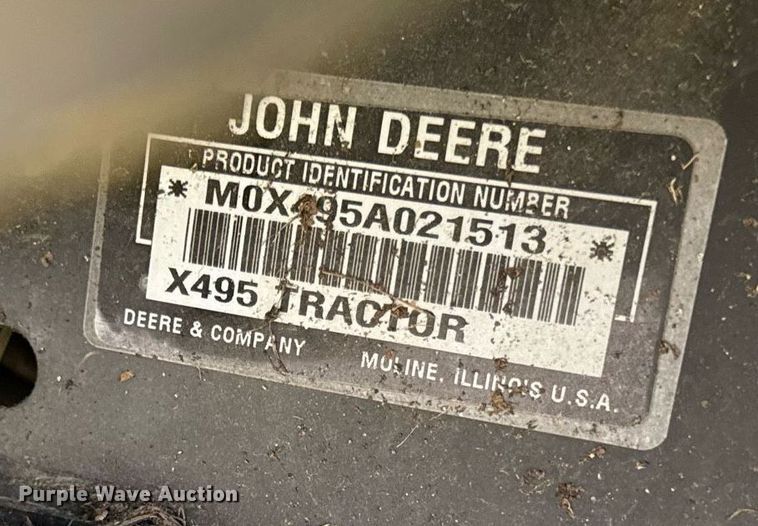 JOHN DEERE
PRODUCT IDENTIFICATION NUMBER
* M0X495A021513 *
X495 TRACTOR
DEERE & COMPANY MOLINE, ILLINOIS U.S.A.
Purple Wave Auction